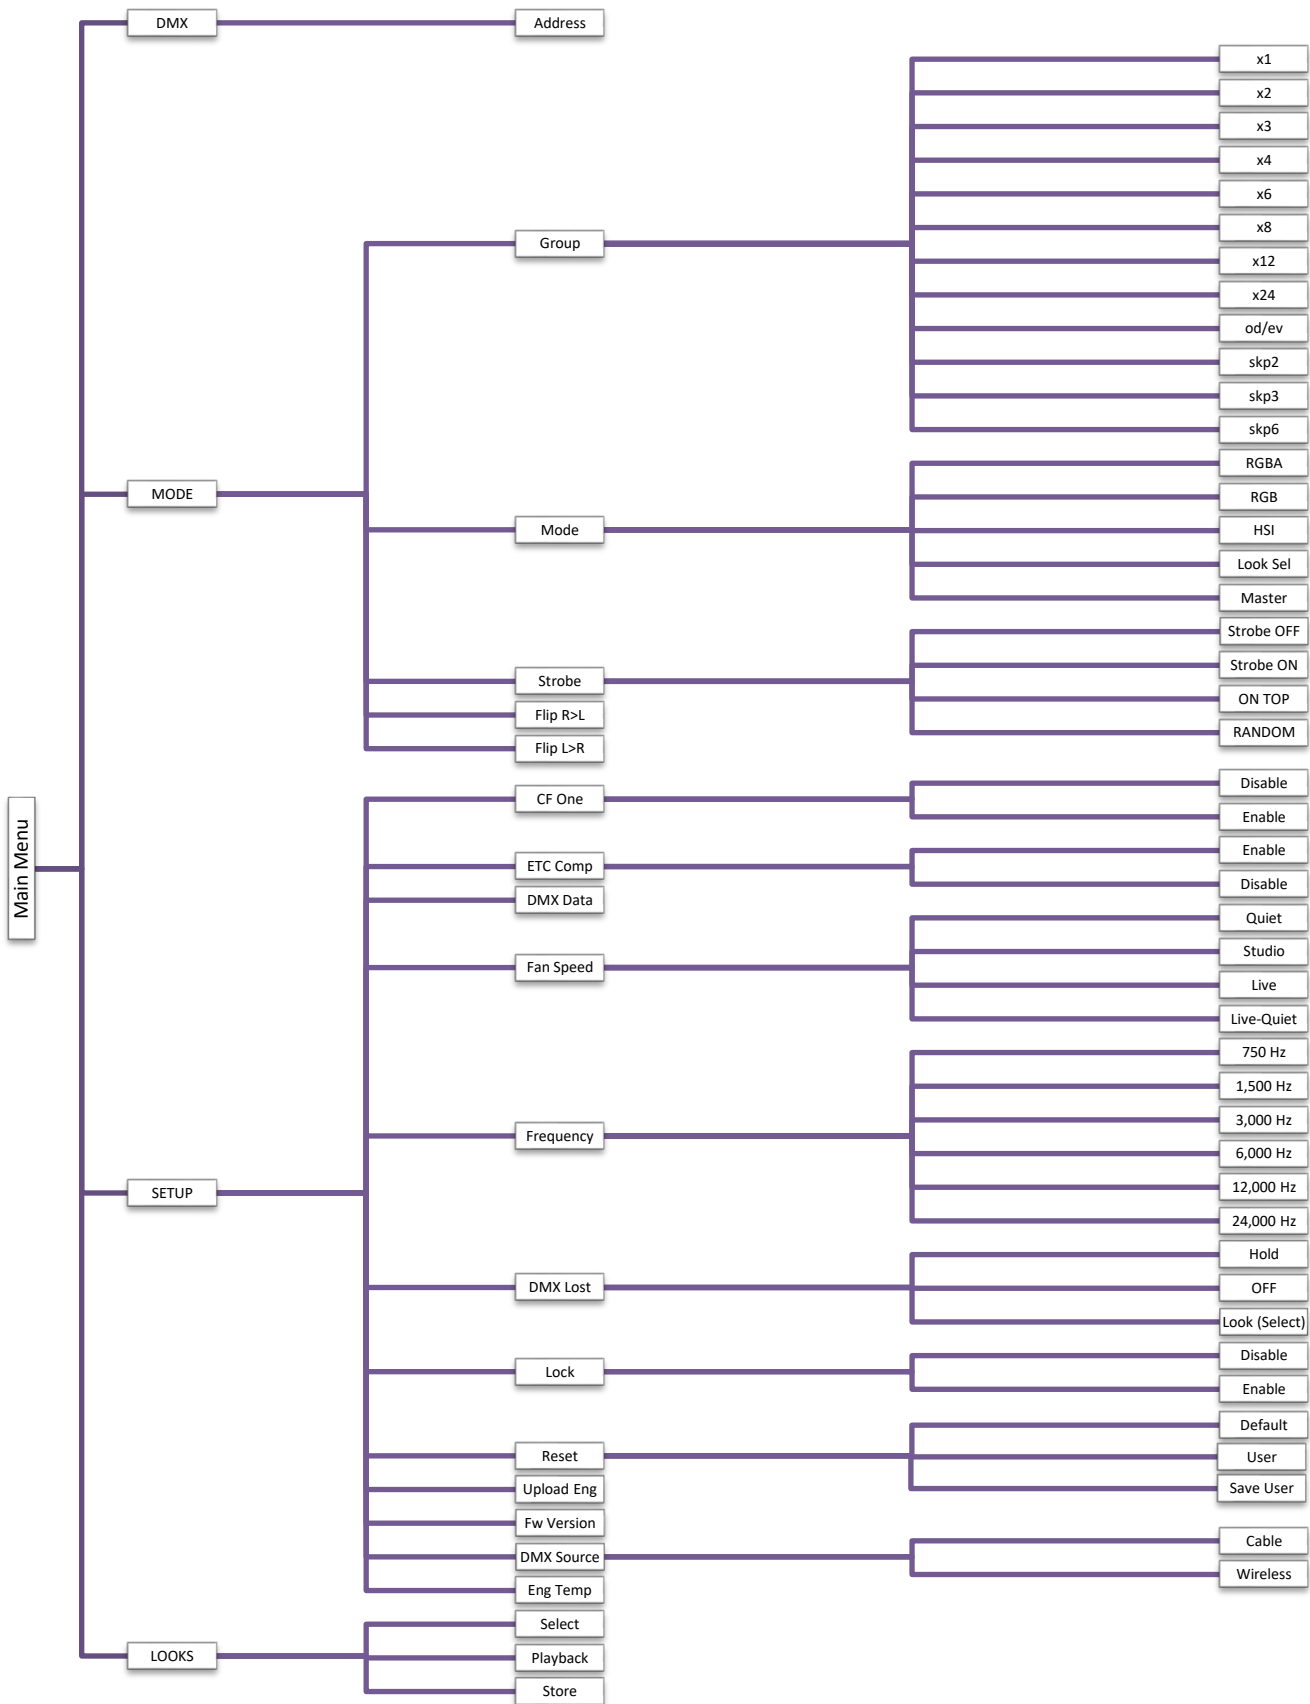 Main Menu
DMX
Address
MODE
Group
x1
x2
x3
x4
x6
x8
x12
x24
od/ev
skp2
skp3
skp6
Mode
RGBA
RGB
HSI
Look Sel
Master
Strobe
Strobe OFF
Strobe ON
ON TOP
RANDOM
Flip R>L
Flip L>R
SETUP
CF One
Disable
Enable
ETC Comp
Enable
Disable
DMX Data
Fan Speed
Quiet
Studio
Live
Live-Quiet
Frequency
750 Hz
1,500 Hz
3,000 Hz
6,000 Hz
12,000 Hz
24,000 Hz
DMX Lost
Hold
OFF
Look (Select)
Lock
Disable
Enable
Reset
Default
User
Save User
Upload Eng
Fw Version
DMX Source
Cable
Wireless
Eng Temp
LOOKS
Select
Playback
Store